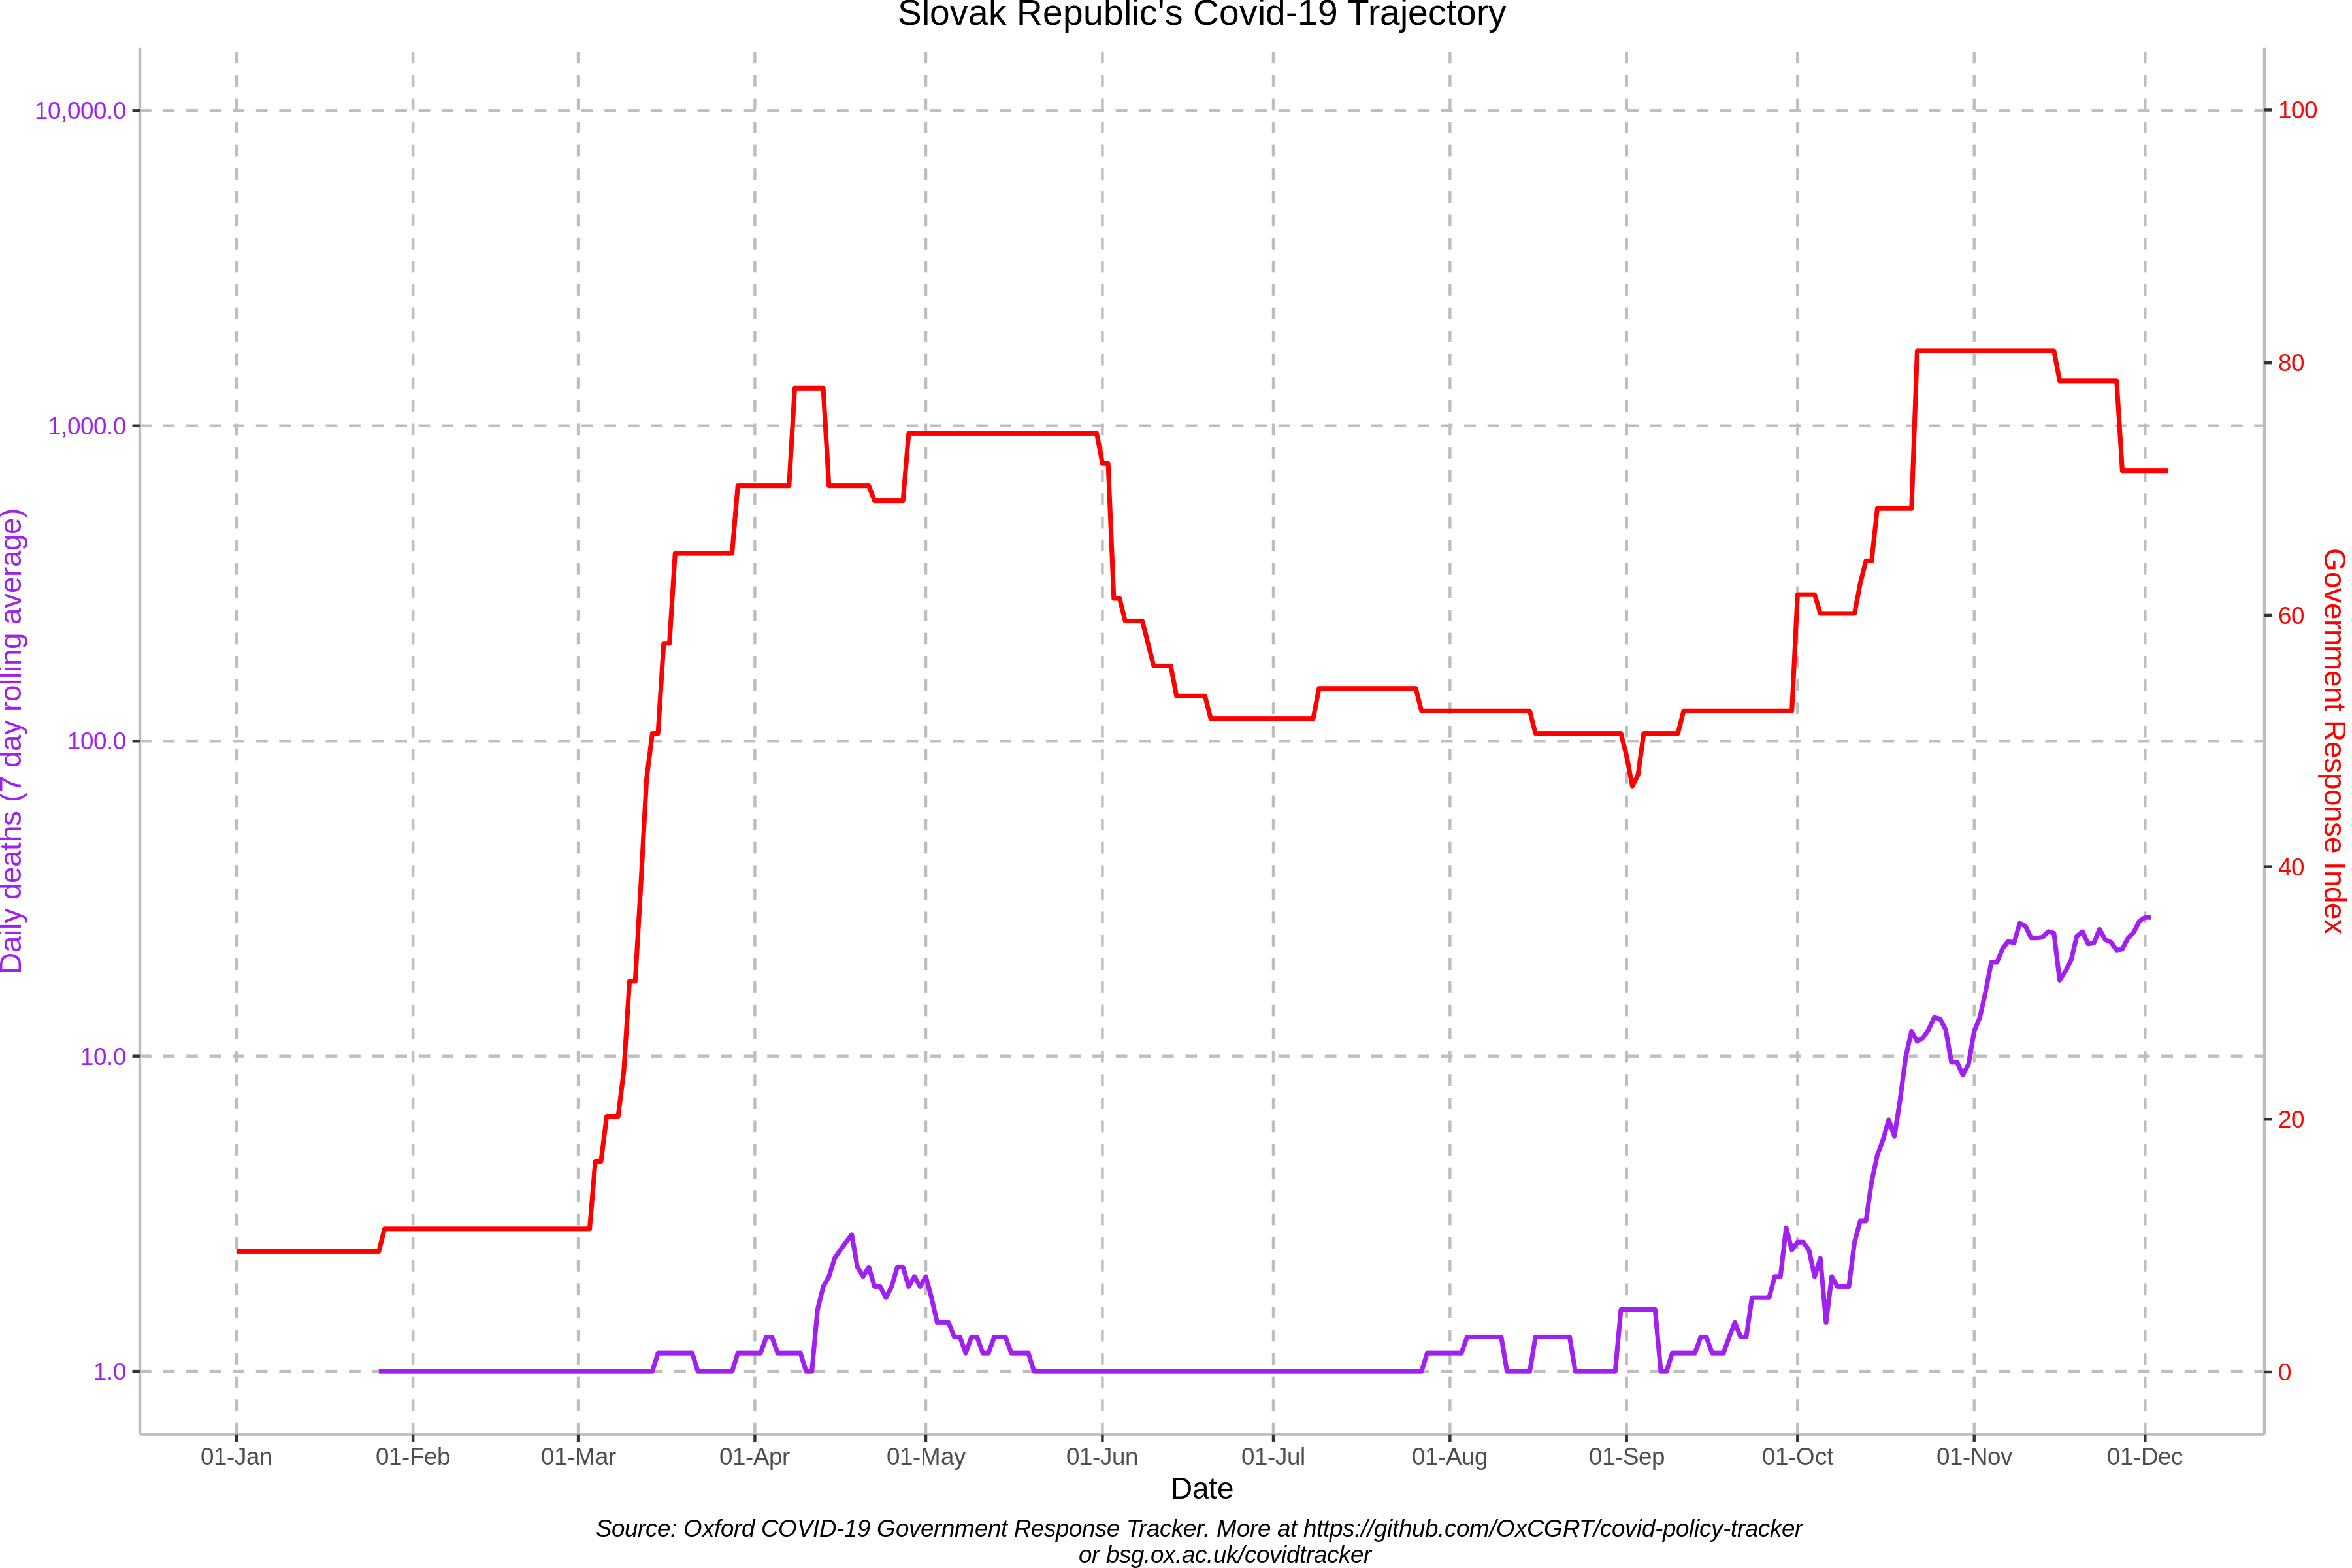 Slovak Republic's Covid-19 Trajectory
10,000.0
1,000.0
100.0
10.0
1.0
Daily deaths (7 day rolling average)
100
80
60
40
20
0
Government Response Index
01-Jan
01-Feb
01-Mar
01-Apr
01-May
01-Jun
01-Jul
01-Aug
01-Sep
01-Oct
01-Nov
01-Dec
Date
Source: Oxford COVID-19 Government Response Tracker. More at https://github.com/OxCGRT/covid-policy-tracker
or bsg.ox.ac.uk/covidtracker